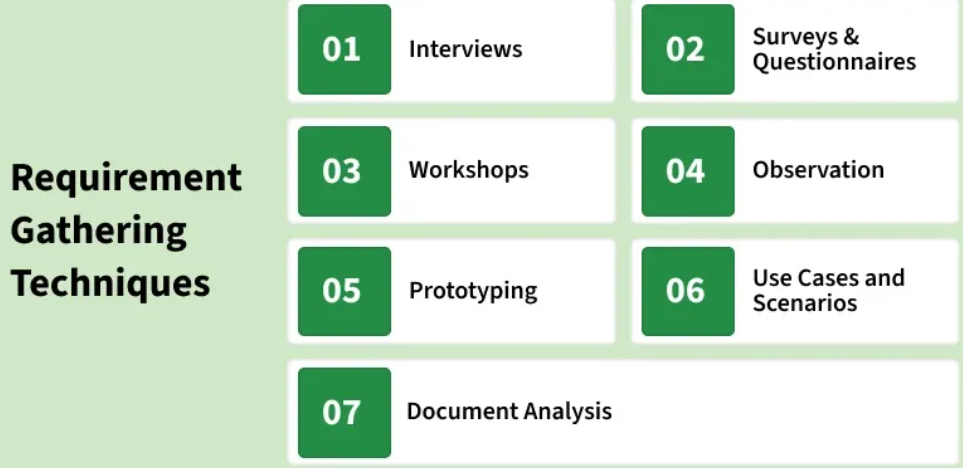 Requirement
Gathering
Techniques
01
Interviews
02
Surveys &
Questionnaires
03
Workshops
04
Observation
05
Prototyping
06
Use Cases and
Scenarios
07
Document Analysis